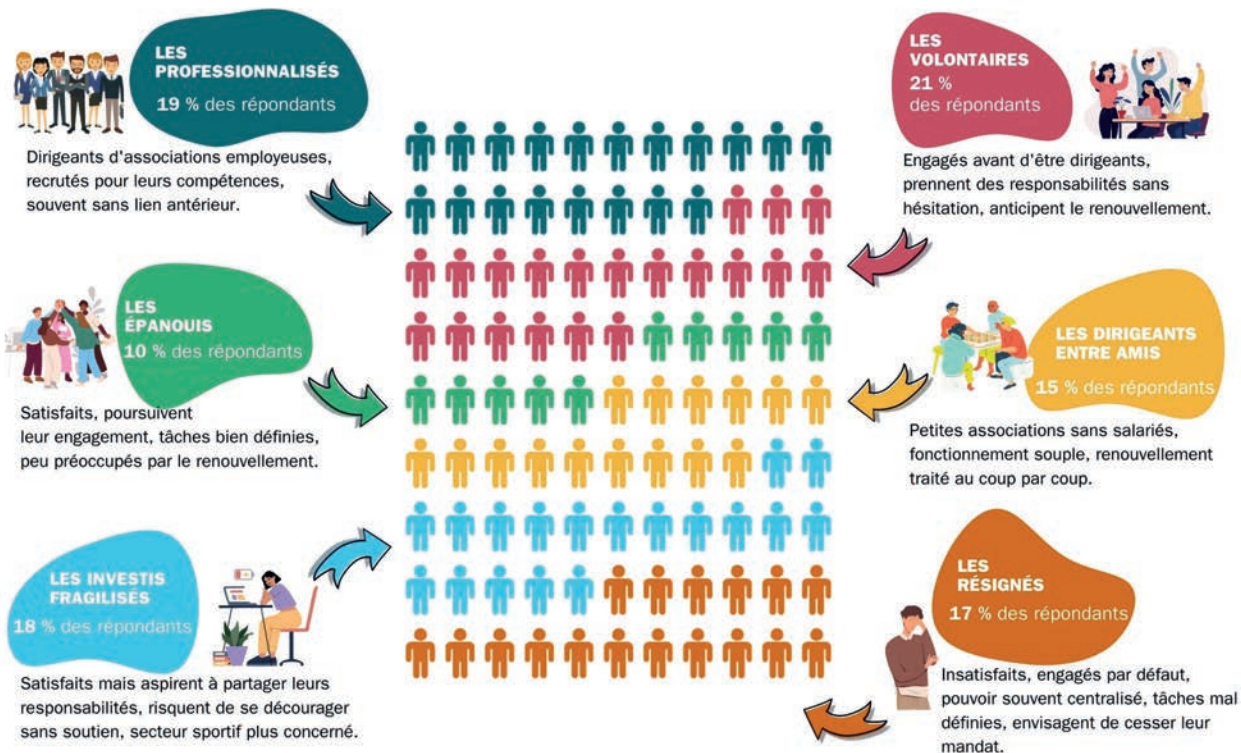 LES
PROFESSIONNALISÉS
19 % des répondants
Dirigeants d'associations employeuses,
recrutés pour leurs compétences,
souvent sans lien antérieur.
LES
VOLONTAIRES
21 %
des répondants
Engagés avant d'être dirigeants,
prennent des responsabilités sans
hésitation, anticipent le renouvellement.
LES
ÉPANOUIS
10 % des répondants
Satisfaits, poursuivent
leur engagement, tâches bien définies,
peu préoccupés par le renouvellement.
LES DIRIGEANTS
ENTRE AMIS
15 % des répondants
Petites associations sans salariés,
fonctionnement souple, renouvellement
traité au coup par coup.
LES INVESTIS
FRAGILISÉS
18 % des répondants
Satisfaits mais aspirent à partager leurs
responsabilités, risquent de se décourager
sans soutien, secteur sportif plus concerné.
LES
RÉSIGNÉS
17 % des répondants
Insatisfaits, engagés par défaut,
pouvoir souvent centralisé, tâches mal
définies, envisagent de cesser leur
mandat.